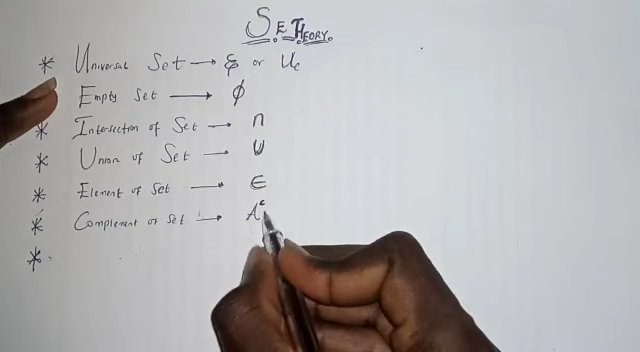 SET THEORY.
* Universal Set → ξ or Uε
* Empty Set → ∅
* Intersection of Set → ∩
* Union of Set → ∪
* Element of Set → ∈
* Complement of Set → Aᶜ
*